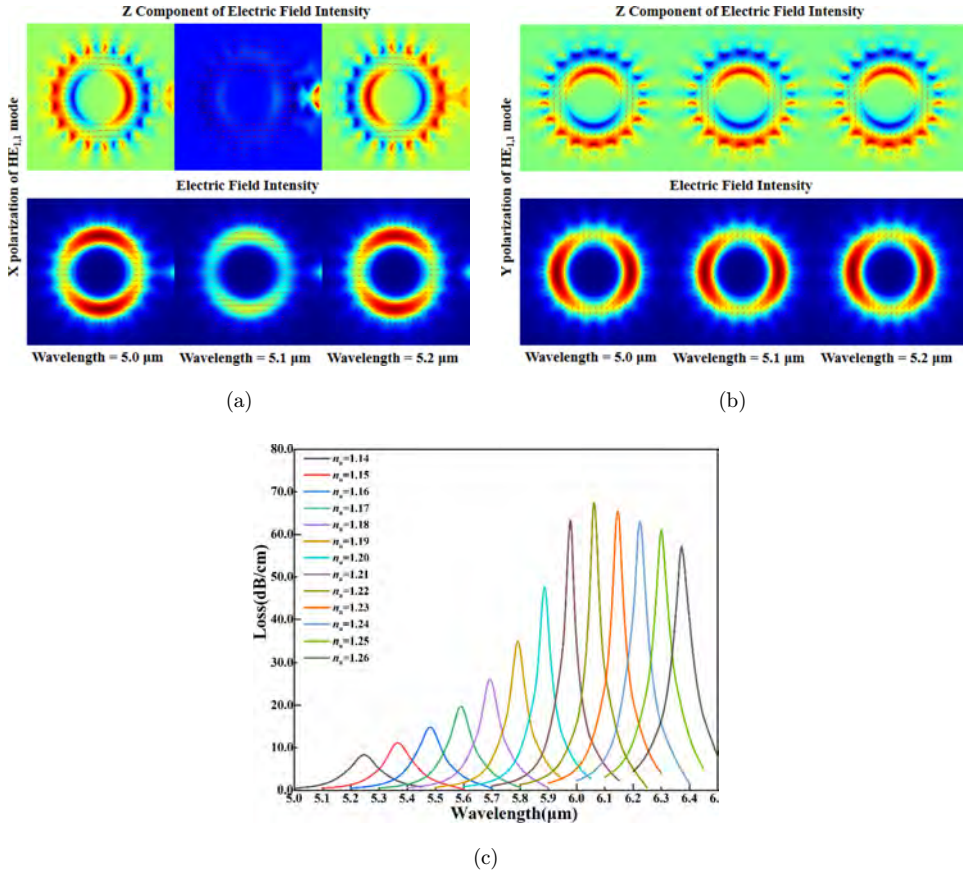 Z Component of Electric Field Intensity
X polarization of HE1,1 mode
Electric Field Intensity
Wavelength = 5.0 μm Wavelength = 5.1 μm Wavelength = 5.2 μm
(a)
Z Component of Electric Field Intensity
Y polarization of HE1,1 mode
Electric Field Intensity
Wavelength = 5.0 μm Wavelength = 5.1 μm Wavelength = 5.2 μm
(b)
80.0
70.0
60.0
50.0
40.0
30.0
20.0
10.0
0.0
Loss(dB/cm)
na=1.14
na=1.15
na=1.16
na=1.17
na=1.18
na=1.19
na=1.20
na=1.21
na=1.22
na=1.23
na=1.24
na=1.25
na=1.26
5.0 5.1 5.2 5.3 5.4 5.5 5.6 5.7 5.8 5.9 6.0 6.1 6.2 6.3 6.4 6.
Wavelength(μm)
(c)